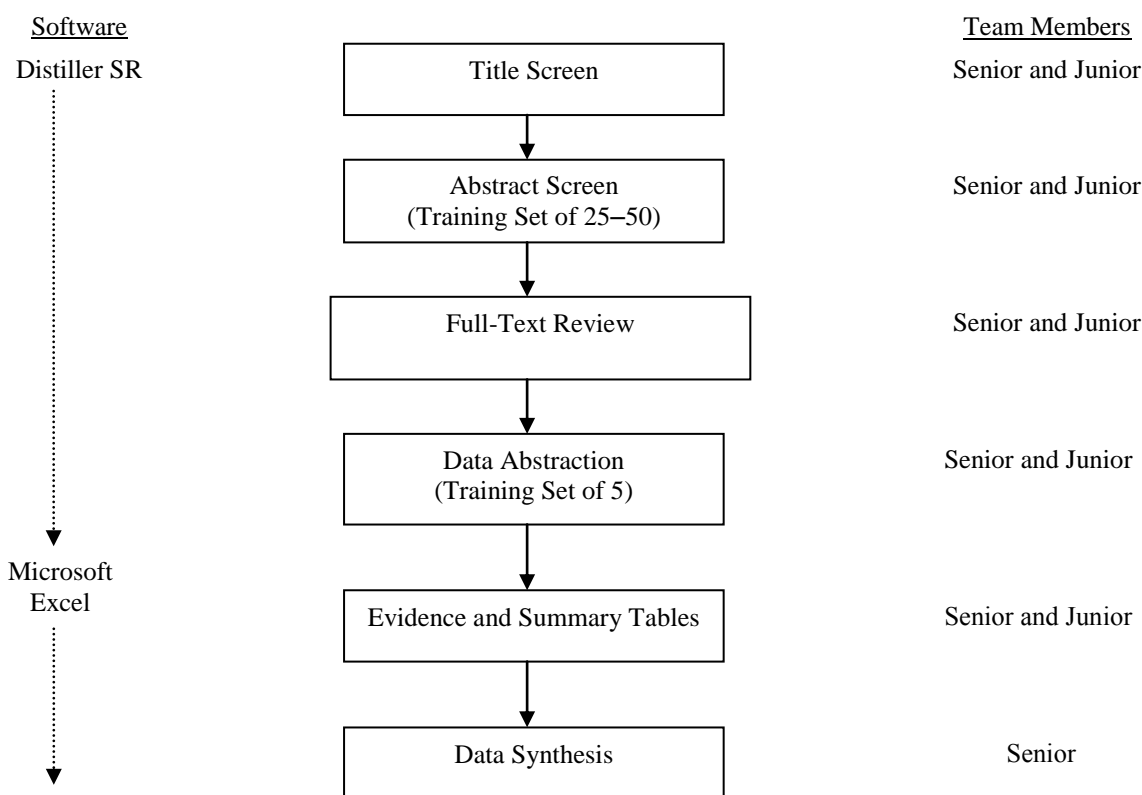 Software
Team Members
Distiller SR
Title Screen
Senior and Junior
Abstract Screen
(Training Set of 25–50)
Senior and Junior
Full-Text Review
Senior and Junior
Data Abstraction
(Training Set of 5)
Senior and Junior
Microsoft
Excel
Evidence and Summary Tables
Senior and Junior
Data Synthesis
Senior